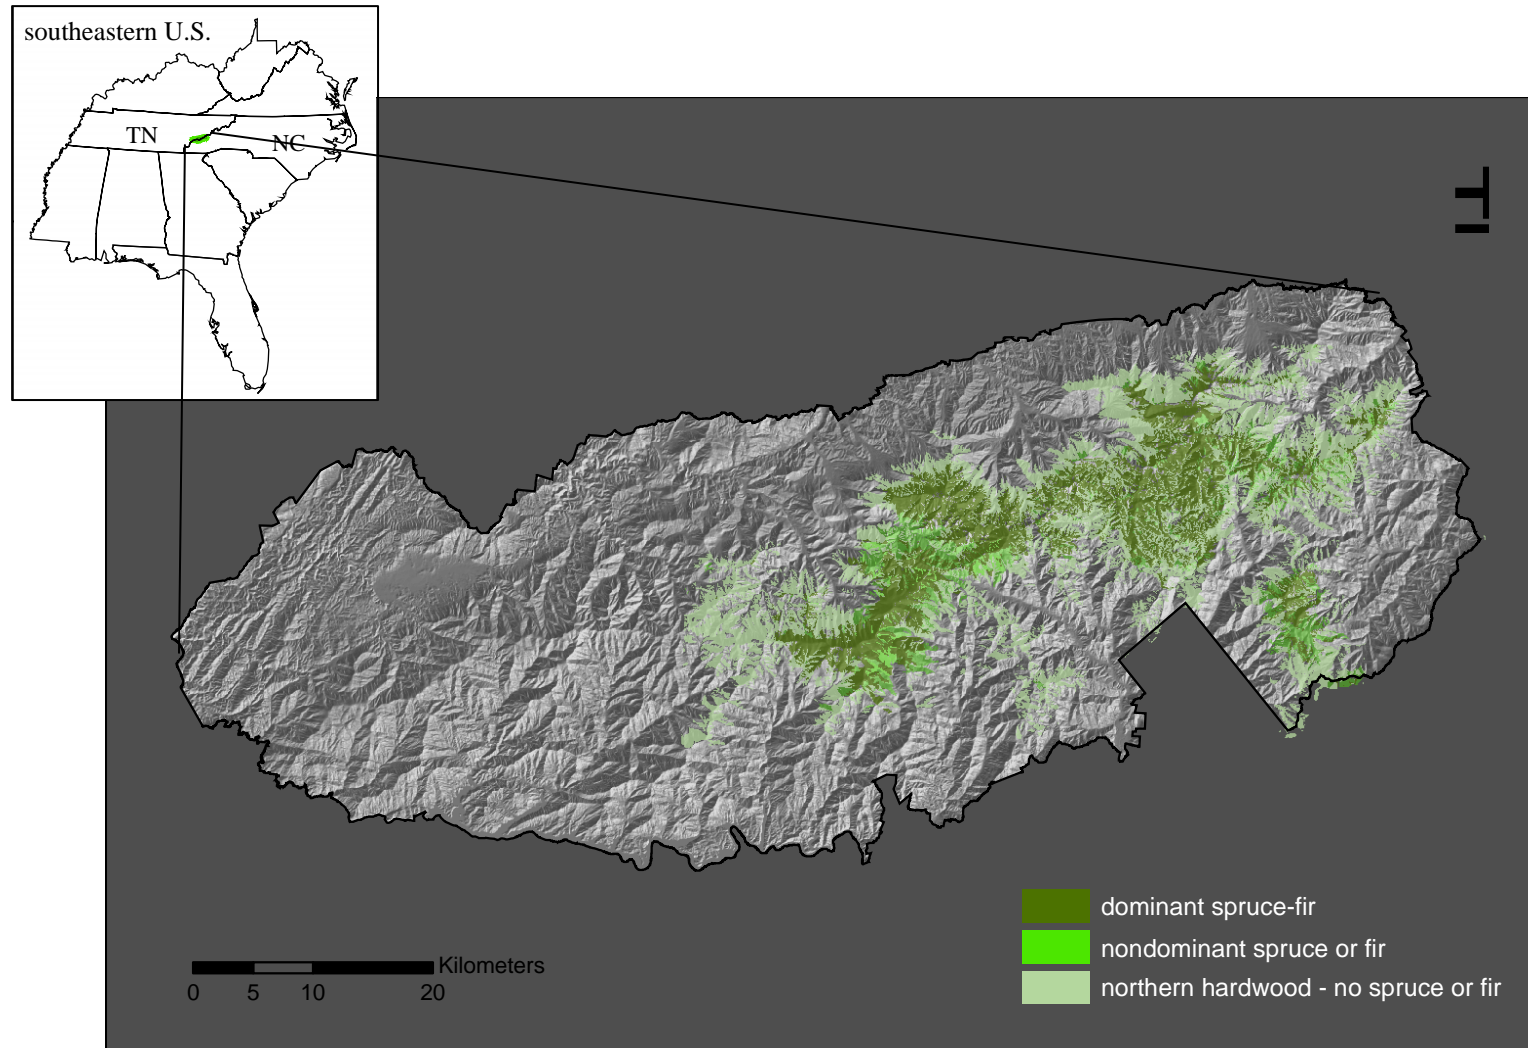 southeastern U.S.
TN
NC
Kilometers
0 5 10 20
dominant spruce-fir
nondominant spruce or fir
northern hardwood - no spruce or fir